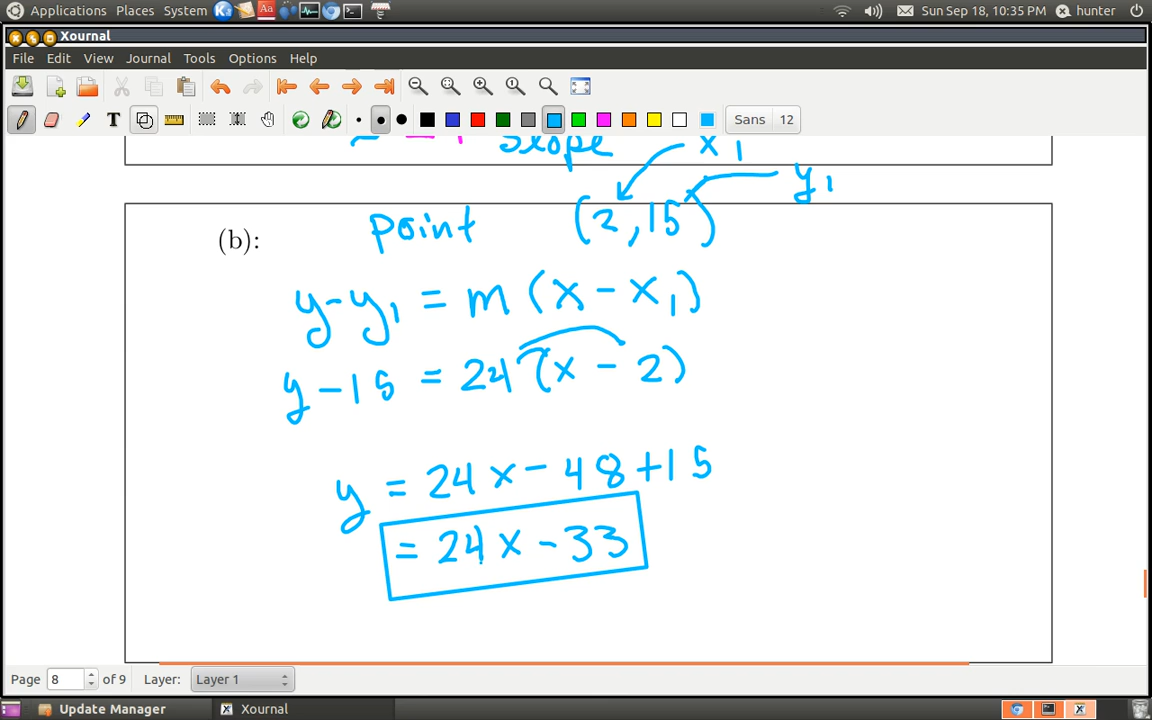 Applications Places System Sun Sep 18, 10:35 PM hunter
Xournal
File Edit View Journal Tools Options Help
T Sans 12
slope x1
y1
(b): point (2,15)
y-y1 = m(x-x1)
y-15 = 24(x-2)
y = 24x-48+15
= 24x-33
Page 8 of 9 Layer: Layer 1
Update Manager Xournal